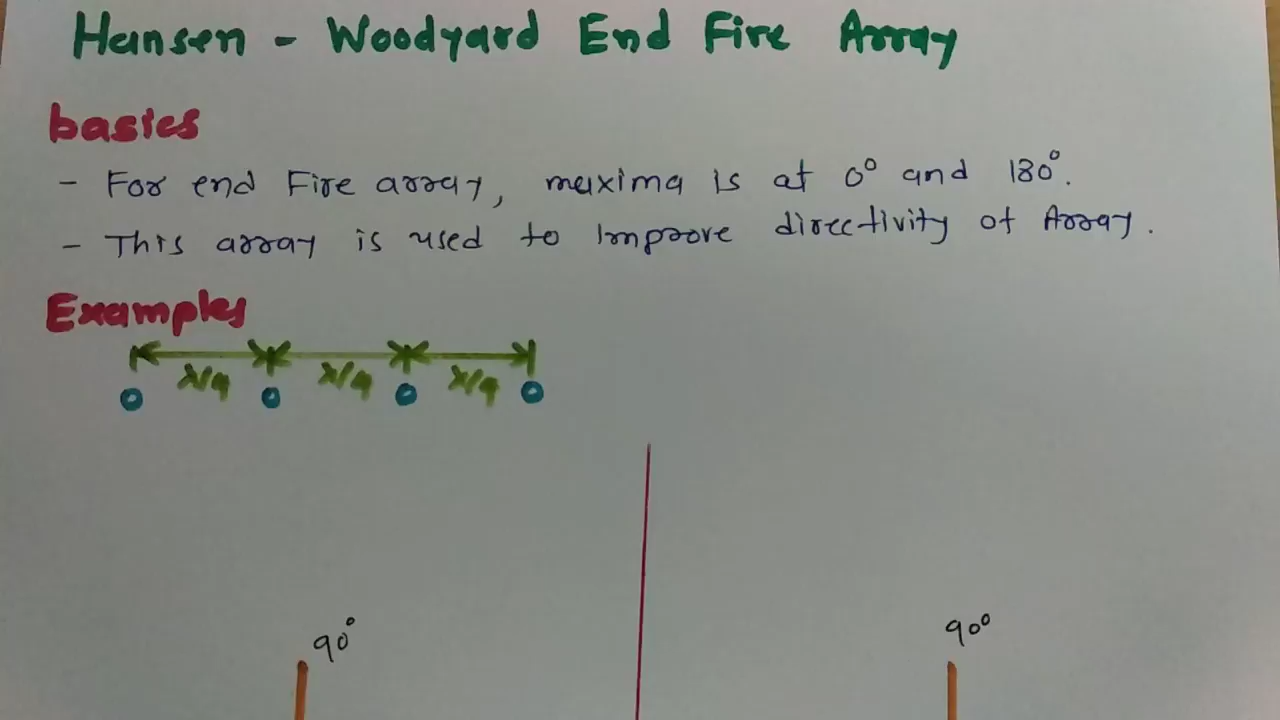 Hansen - Woodyard End Fire Array
basics
- For end Fire array, maxima is at 0° and 180°.
- This array is used to Improve directivity of Array.
Examples
λ/4 λ/4 λ/4
90° 90°